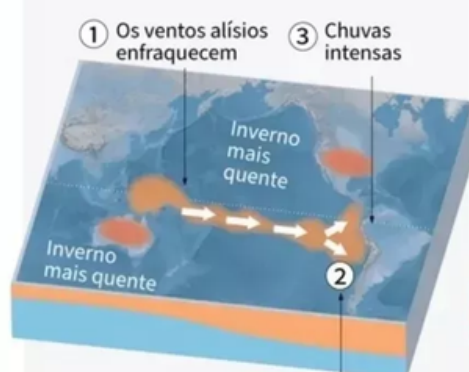 1 Os ventos alísios
enfraquecem
3 Chuvas
intensas
Inverno
mais
quente
Inverno
mais quente
2